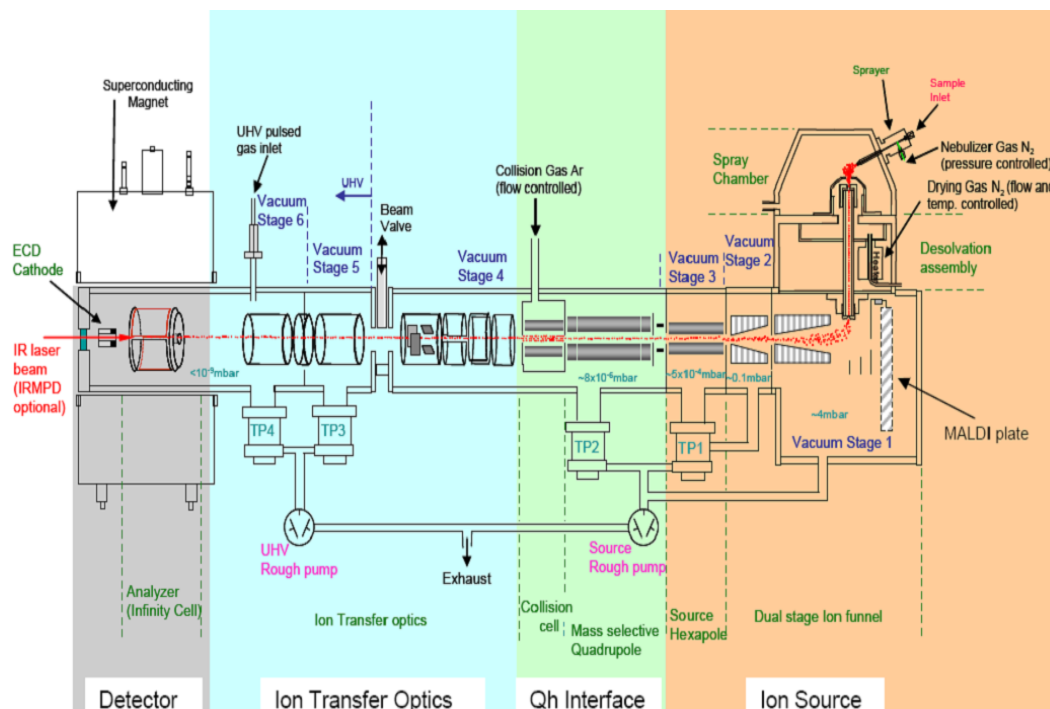 Superconducting
Magnet
UHV pulsed
gas inlet
UHV
Vacuum
Stage 6
Vacuum
Stage 5
Beam
Valve
Vacuum
Stage 4
Collision Gas Ar
(flow controlled)
Vacuum
Stage 3
Vacuum
Stage 2
Spray
Chamber
Sprayer
Sample
Inlet
Nebulizer Gas N2
(pressure controlled)
Drying Gas N2 (flow and
temp. controlled)
Desolvation
assembly
Heater
ECD
Cathode
IR laser
beam
(IRMPD
optional)
<10-9mbar
~8x10-6mbar
~5x10-4mbar
~0.1mbar
~4mbar
Vacuum Stage 1
MALDI plate
TP4
TP3
TP2
TP1
UHV
Rough pump
Exhaust
Source
Rough pump
Analyzer
(Infinity Cell)
Ion Transfer optics
Collision
cell
Mass selective
Quadrupole
Source
Hexapole
Dual stage Ion funnel
Detector
Ion Transfer Optics
Qh Interface
Ion Source